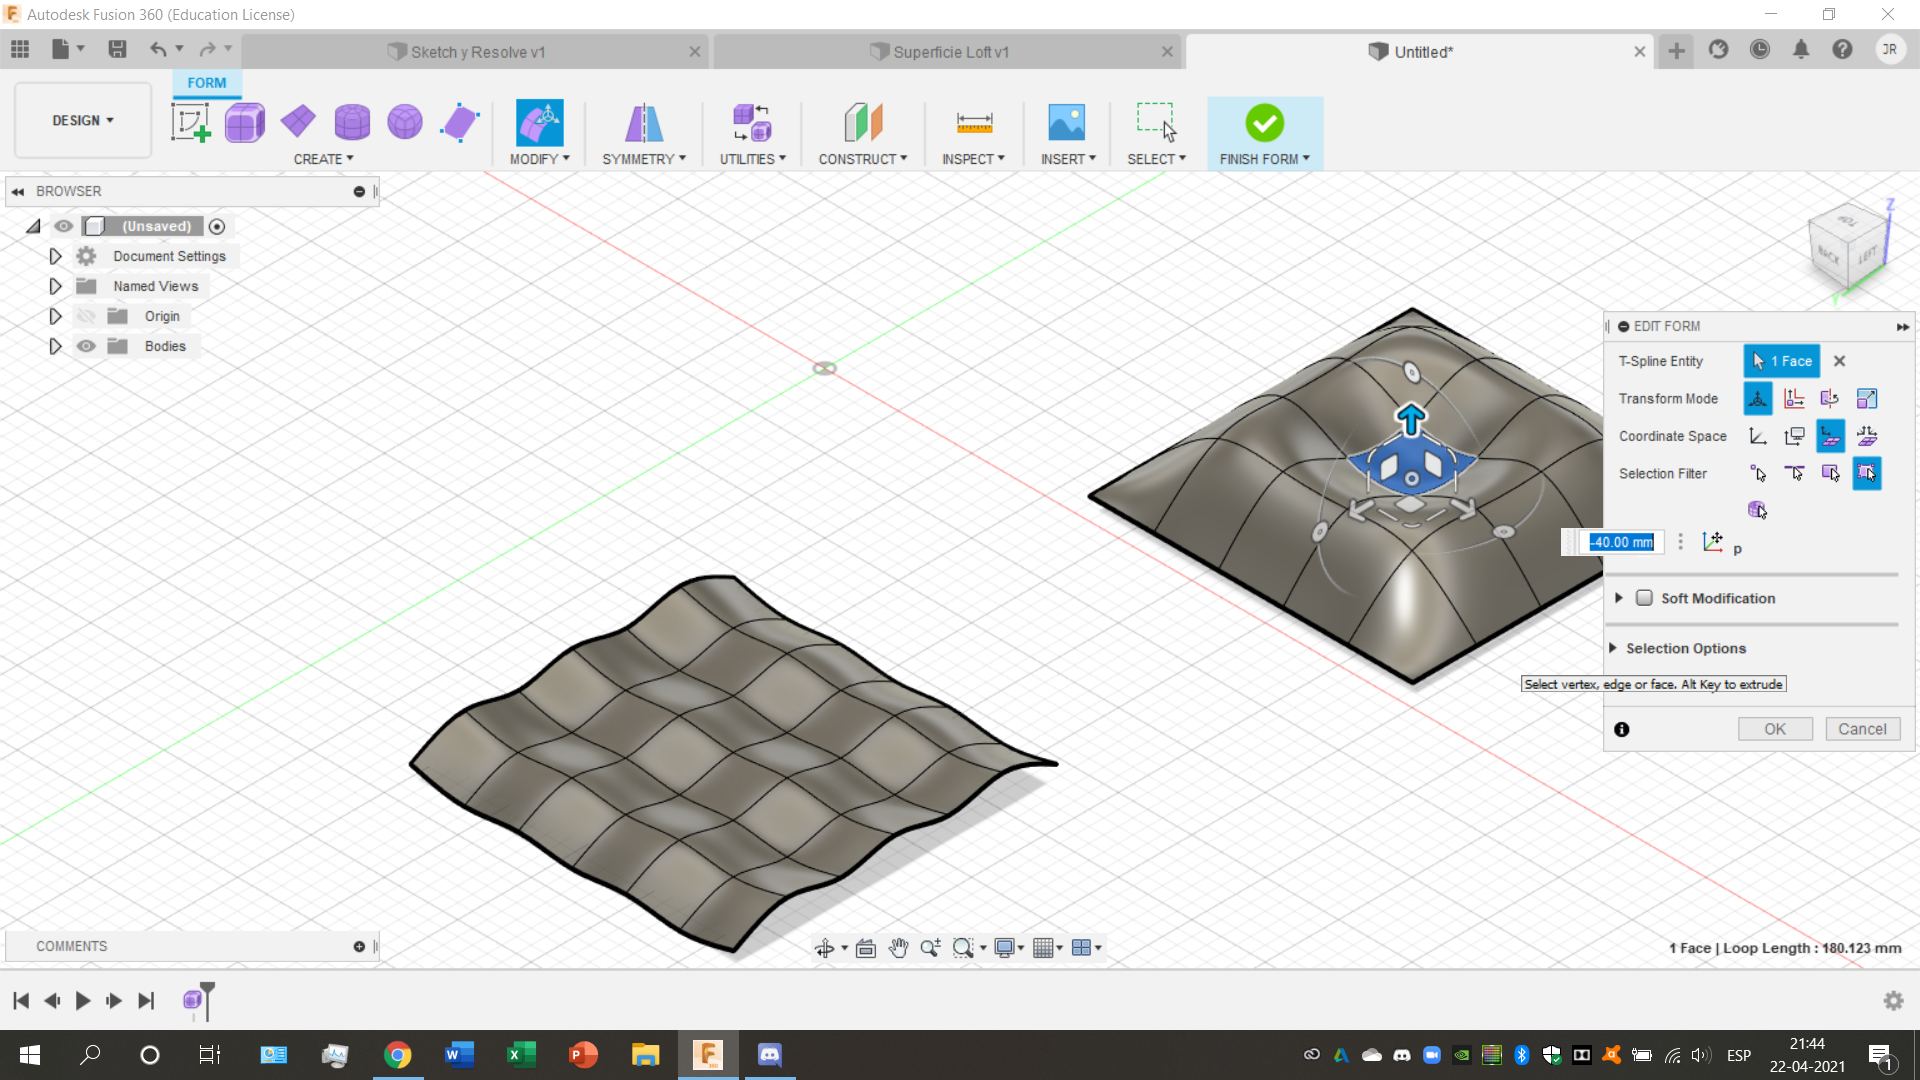 Autodesk Fusion 360 (Education License)
Sketch y Resolve v1
Superficie Loft v1
Untitled*
JR
FORM
DESIGN
CREATE
MODIFY
SYMMETRY
UTILITIES
CONSTRUCT
INSPECT
INSERT
SELECT
FINISH FORM
BROWSER
(Unsaved)
Document Settings
Named Views
Origin
Bodies
TOP
BACK
LEFT
Z
Y
EDIT FORM
T-Spline Entity
1 Face
Transform Mode
Coordinate Space
Selection Filter
-40.00 mm
p
Soft Modification
Selection Options
Select vertex, edge or face. Alt Key to extrude
OK
Cancel
COMMENTS
1 Face | Loop Length : 180.123 mm
ESP
21:44
22-04-2021
1